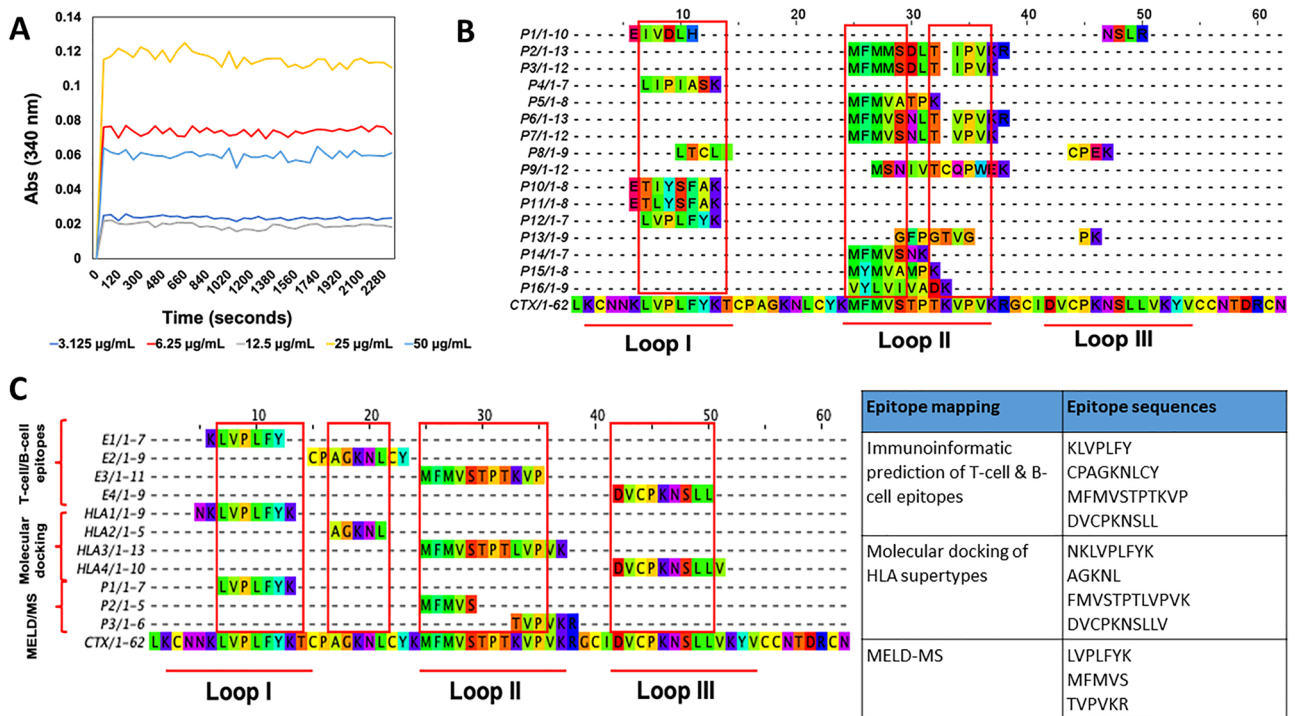 A
0.14
0.12
0.1
0.08
0.06
0.04
0.02
0
Abs (340 nm)
0 120 300 480 660 840 1020 1200 1380 1560 1740 1920 2100 2280
Time (seconds)
3.125 µg/mL 6.25 µg/mL 12.5 µg/mL 25 µg/mL 50 µg/mL
B
10 20 30 40 50 60
P1/1-10 EIVDLH NSLR
P2/1-13 MFMMSDLT IPVKR
P3/1-12 MFMMSDLT IPVK
P4/1-7 LIPIASK
P5/1-8 MFMVATPK
P6/1-13 MFMVSNLT VPVKR
P7/1-12 MFMVSNLT VPVK
P8/1-9 LTCL CPEK
P9/1-12 MSNIVTCQPWEK
P10/1-8 ETIYSFAK
P11/1-8 ETLYSFAK
P12/1-7 LVPLFYK
P13/1-9 GFPGTVG PK
P14/1-7 MFMVSNK
P15/1-8 MYMVAMPK
P16/1-9 VYLVIVADK
CTX/1-62 LKCNNKLVPLFYKTCPAGKNLCYKMFMVSTPTKVPVKRGCIDVCPKNSLLVKYVCCNTDRCN
Loop I Loop II Loop III
C
10 20 30 40 50 60
T-cell/B-cell
epitopes
E1/1-7 KLVPLFY
E2/1-9 CPAGKNLCY
E3/1-11 MFMVSTPTKVP
E4/1-9 DVCPKNSLL
Molecular
docking
HLA1/1-9 NKLVPLFYK
HLA2/1-5 AGKNL
HLA3/1-13 MFMVSTPTLVPVK
HLA4/1-10 DVCPKNSLLV
MELD/MS
P1/1-7 LVPLFYK
P2/1-5 MFMVS
P3/1-6 TVPVKR
CTX/1-62 LKCNNKLVPLFYKTCPAGKNLCYKMFMVSTPTKVPVKRGCIDVCPKNSLLVKYVCCNTDRCN
Loop I Loop II Loop III
Epitope mapping Epitope sequences
Immunoinformatic
prediction of T-cell & B-
cell epitopes
KLVPLFY
CPAGKNLCY
MFMVSTPTKVP
DVCPKNSLL
Molecular docking of
HLA supertypes
NKLVPLFYK
AGKNL
FMVSTPTLVPVK
DVCPKNSLLV
MELD-MS
LVPLFYK
MFMVS
TVPVKR